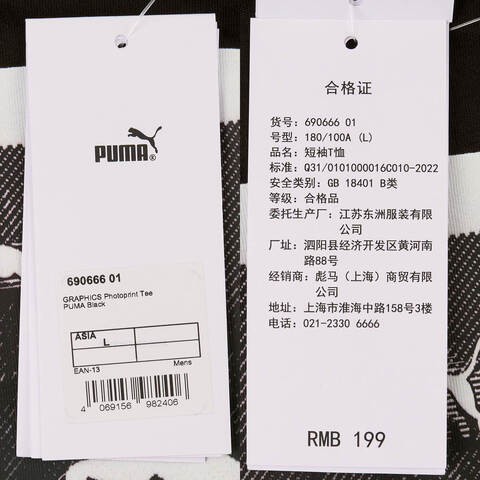 PUMA®
690666 01
GRAPHICS Photoprint Tee
PUMA Black
ASIA
L
EAN-13
Mens
4 069156 982406
合格证
货号: 690666 01
号型: 180/100A (L)
品名: 短袖T恤
标准: Q31/0101000016C010-2022
安全类别: GB 18401 B类
等级: 合格品
委托生产厂: 江苏东洲服装有限
公司
厂址: 泗阳县经济开发区黄河南
路88号
经销商: 彪马（上海）商贸有限
公司
地址: 上海市淮海中路158号3楼
电话: 021-2330 6666
RMB 199